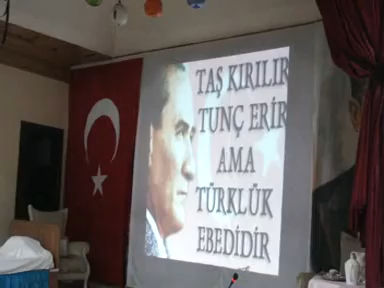 TAŞ KIRILIR
TUNÇ ERİR
AMA
TÜRKLÜK
EBEDİDİR